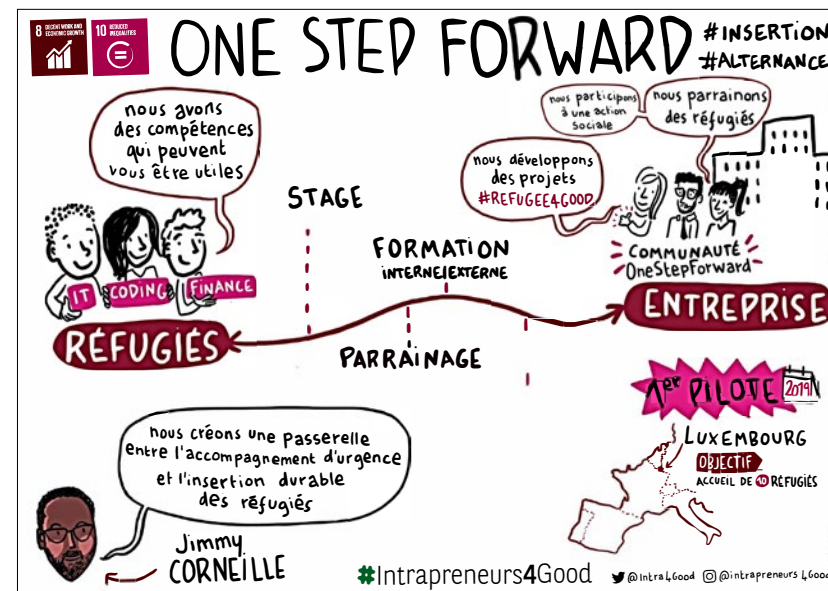 8 DECENT WORK AND
ECONOMIC GROWTH
10 REDUCED
INEQUALITIES
ONE STEP FORWARD
#INSERTION
#ALTERNANCE
nous avons
des compétences
qui peuvent
vous être utiles
nous participons
à une action
sociale
nous parrainons
des réfugiés
nous développons
des projets
#REFUGEE4GOOD
STAGE
FORMATION
INTERNE/EXTERNE
COMMUNAUTÉ
OneStepForward
IT
CODING
FINANCE
RÉFUGIÉS
ENTREPRISE
PARRAINAGE
1er PILOTE
2019
LUXEMBOURG
OBJECTIF
ACCUEIL DE 10 RÉFUGIÉS
nous créons une passerelle
entre l'accompagnement d'urgence
et l'insertion durable
des réfugiés
Jimmy
CORNEILLE
#Intrapreneurs4Good
@Intra4Good
@intrapreneurs4Good